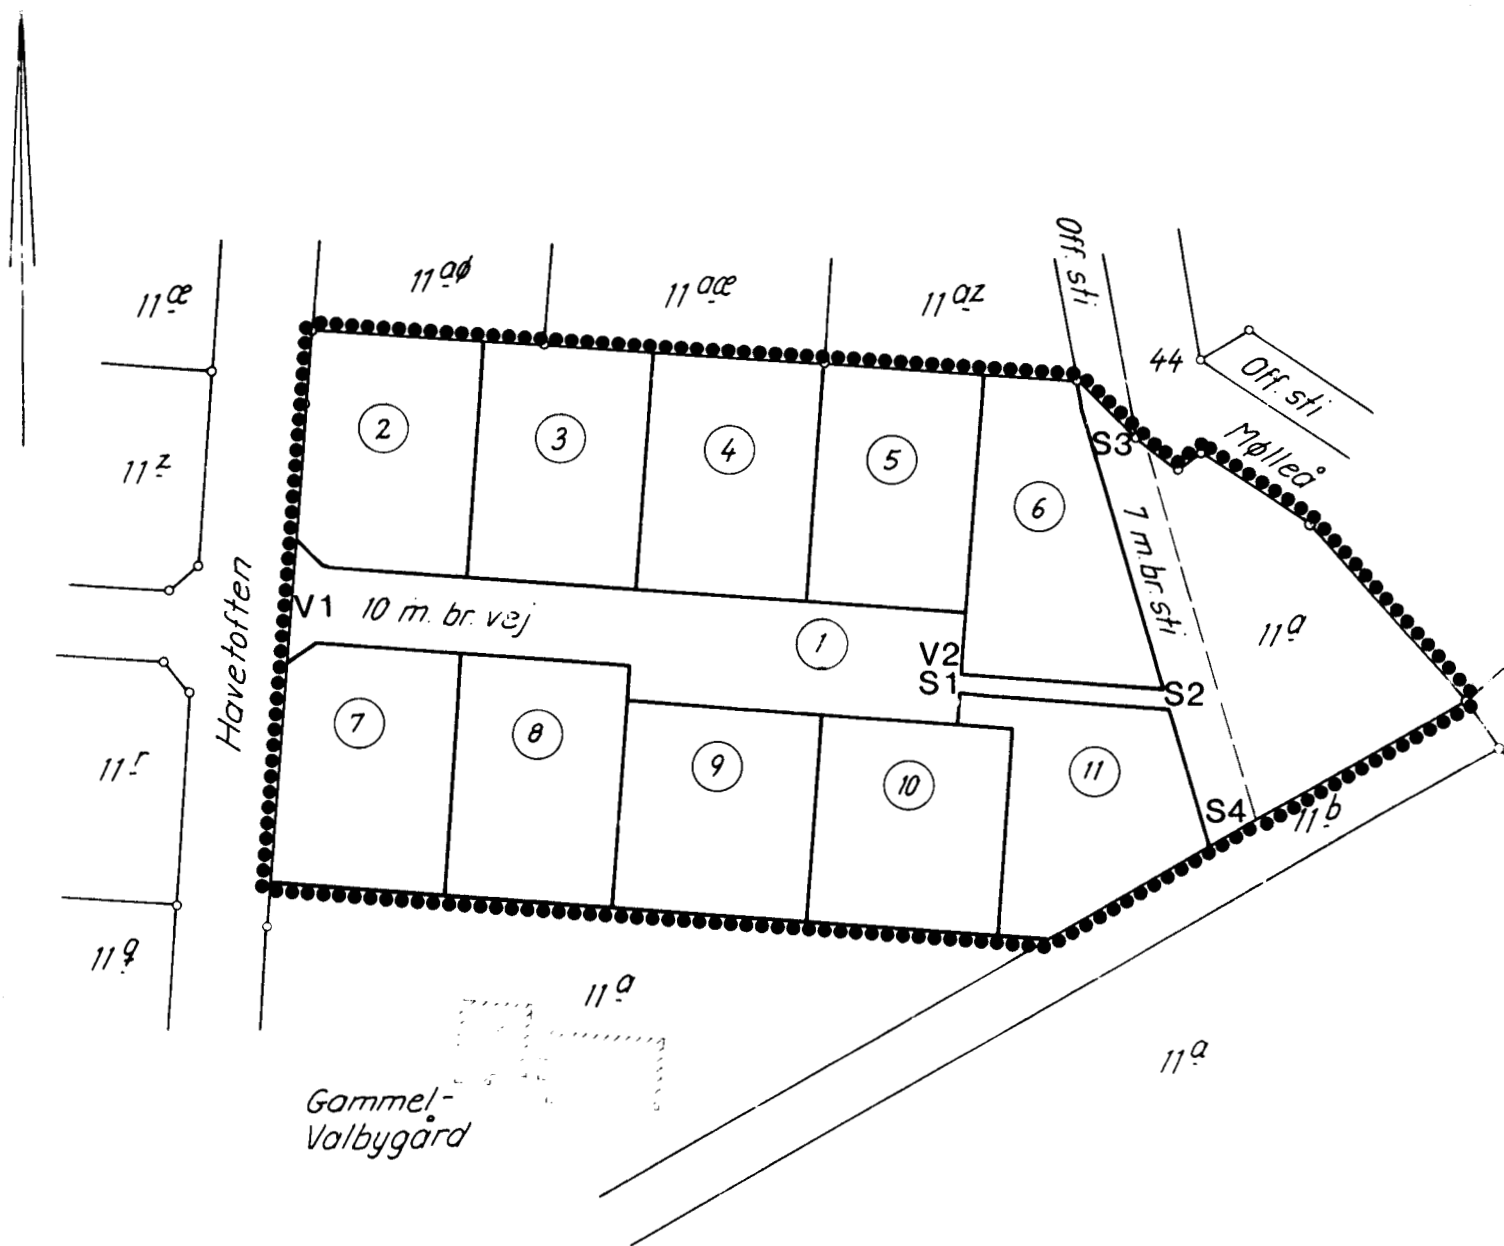 11aø
11aæ
11az
Off. sti
11æ
44
Off. sti
Mølleå
2
3
4
5
6
S3
11z
7 m. br. sti
Havetoften
V1
10 m. br. vej
1
V2
S1
S2
11a
7
8
9
10
11
S4
11b
11r
11q
11a
11a
Gammel-
Valbygård